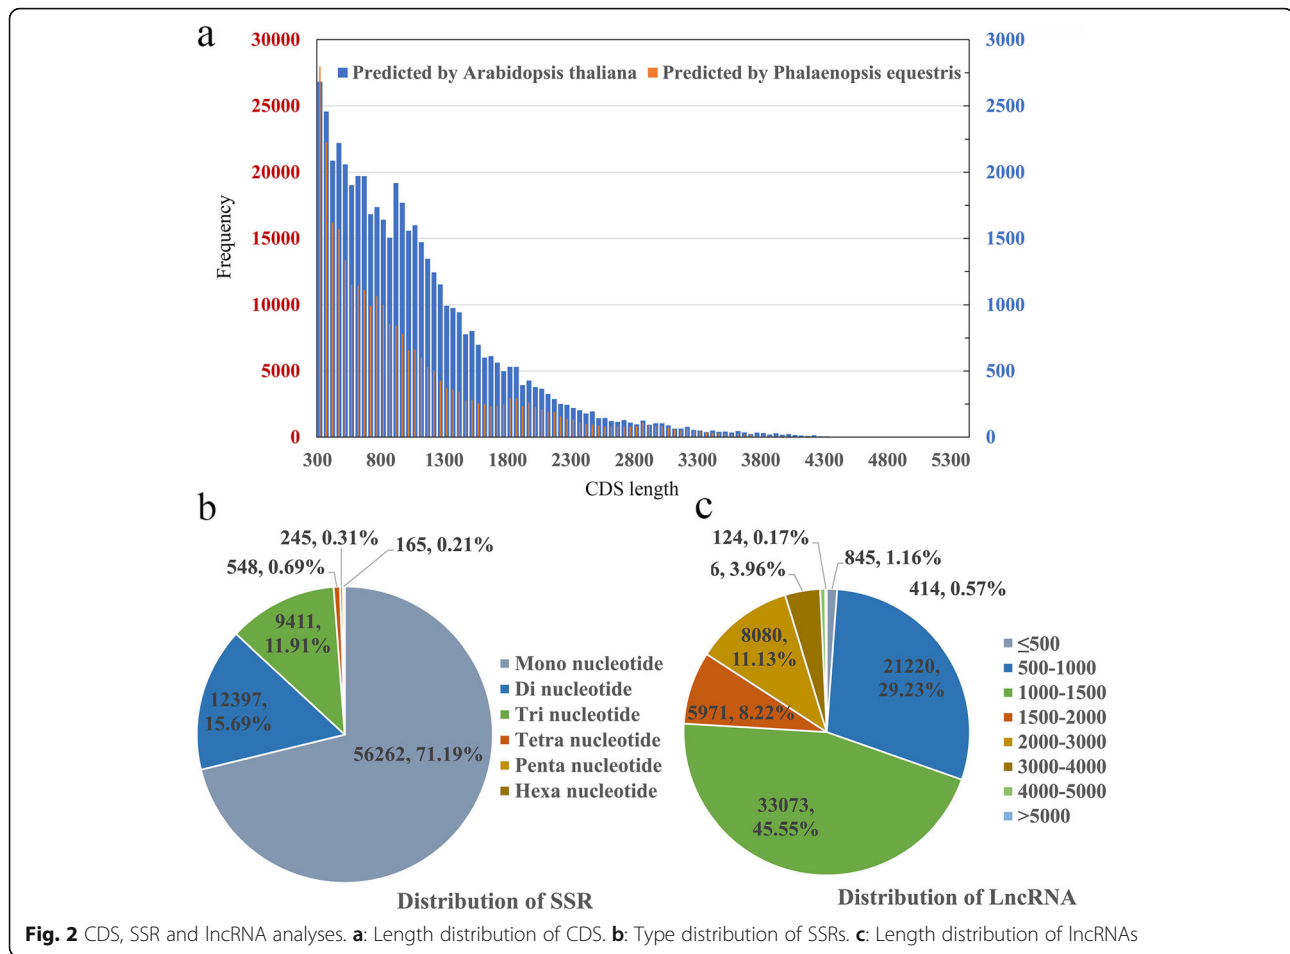 a
30000
25000
20000
15000
10000
5000
0
Frequency
Predicted by Arabidopsis thaliana
Predicted by Phalaenopsis equestris
3000
2500
2000
1500
1000
500
0
300 800 1300 1800 2300 2800 3300 3800 4300 4800 5300
CDS length
b
245, 0.31%
165, 0.21%
548, 0.69%
9411,
11.91%
12397,
15.69%
56262, 71.19%
Mono nucleotide
Di nucleotide
Tri nucleotide
Tetra nucleotide
Penta nucleotide
Hexa nucleotide
Distribution of SSR
c
124, 0.17%
845, 1.16%
6, 3.96%
414, 0.57%
8080,
11.13%
21220,
29.23%
5971, 8.22%
33073,
45.55%
≤500
500-1000
1000-1500
1500-2000
2000-3000
3000-4000
4000-5000
>5000
Distribution of LncRNA
Fig. 2 CDS, SSR and lncRNA analyses. a: Length distribution of CDS. b: Type distribution of SSRs. c: Length distribution of lncRNAs